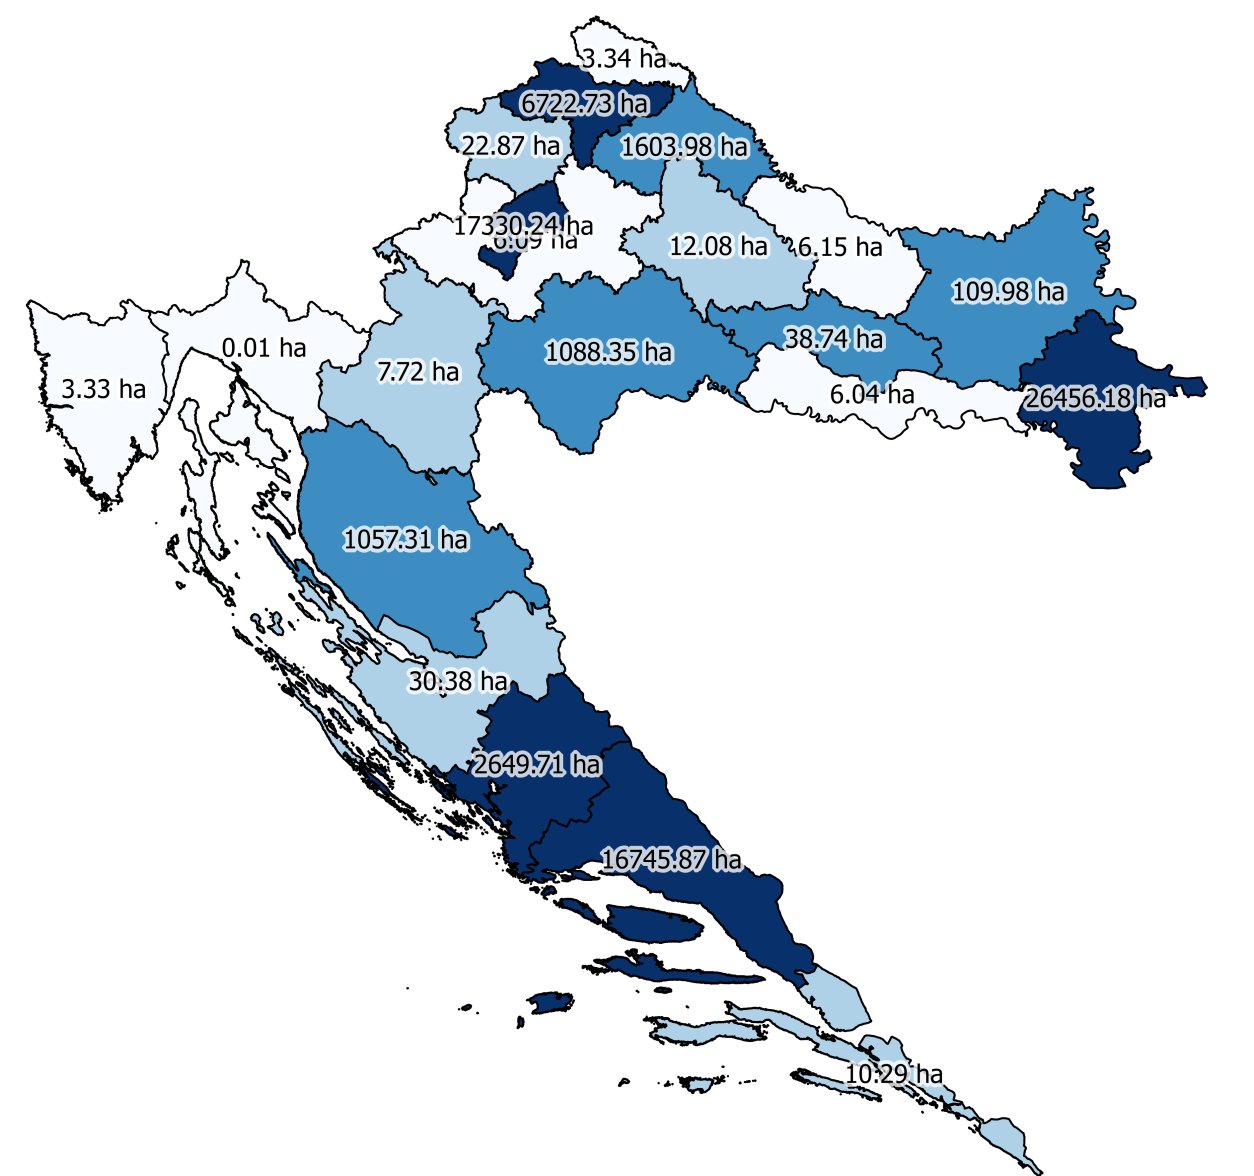 3.34 ha
6722.73 ha
22.87 ha
1603.98 ha
17330.24 ha
6.09 ha
12.08 ha
6.15 ha
109.98 ha
38.74 ha
0.01 ha
1088.35 ha
7.72 ha
3.33 ha
6.04 ha
26456.18 ha
1057.31 ha
30.38 ha
2649.71 ha
16745.87 ha
10.29 ha